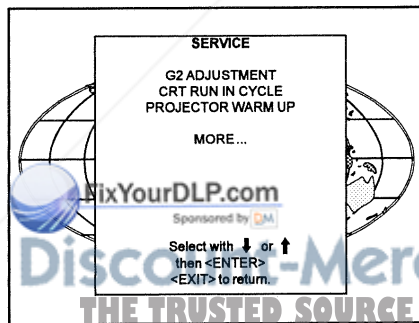 SERVICE
G2 ADJUSTMENT
CRT RUN IN CYCLE
PROJECTOR WARM UP
MORE...
FixYourDLP.com
Sponsored by DM
Select with ⬇ or ⬆
then <ENTER>
<EXIT> to return.
Discount-Merc
THE TRUSTED SOURCE